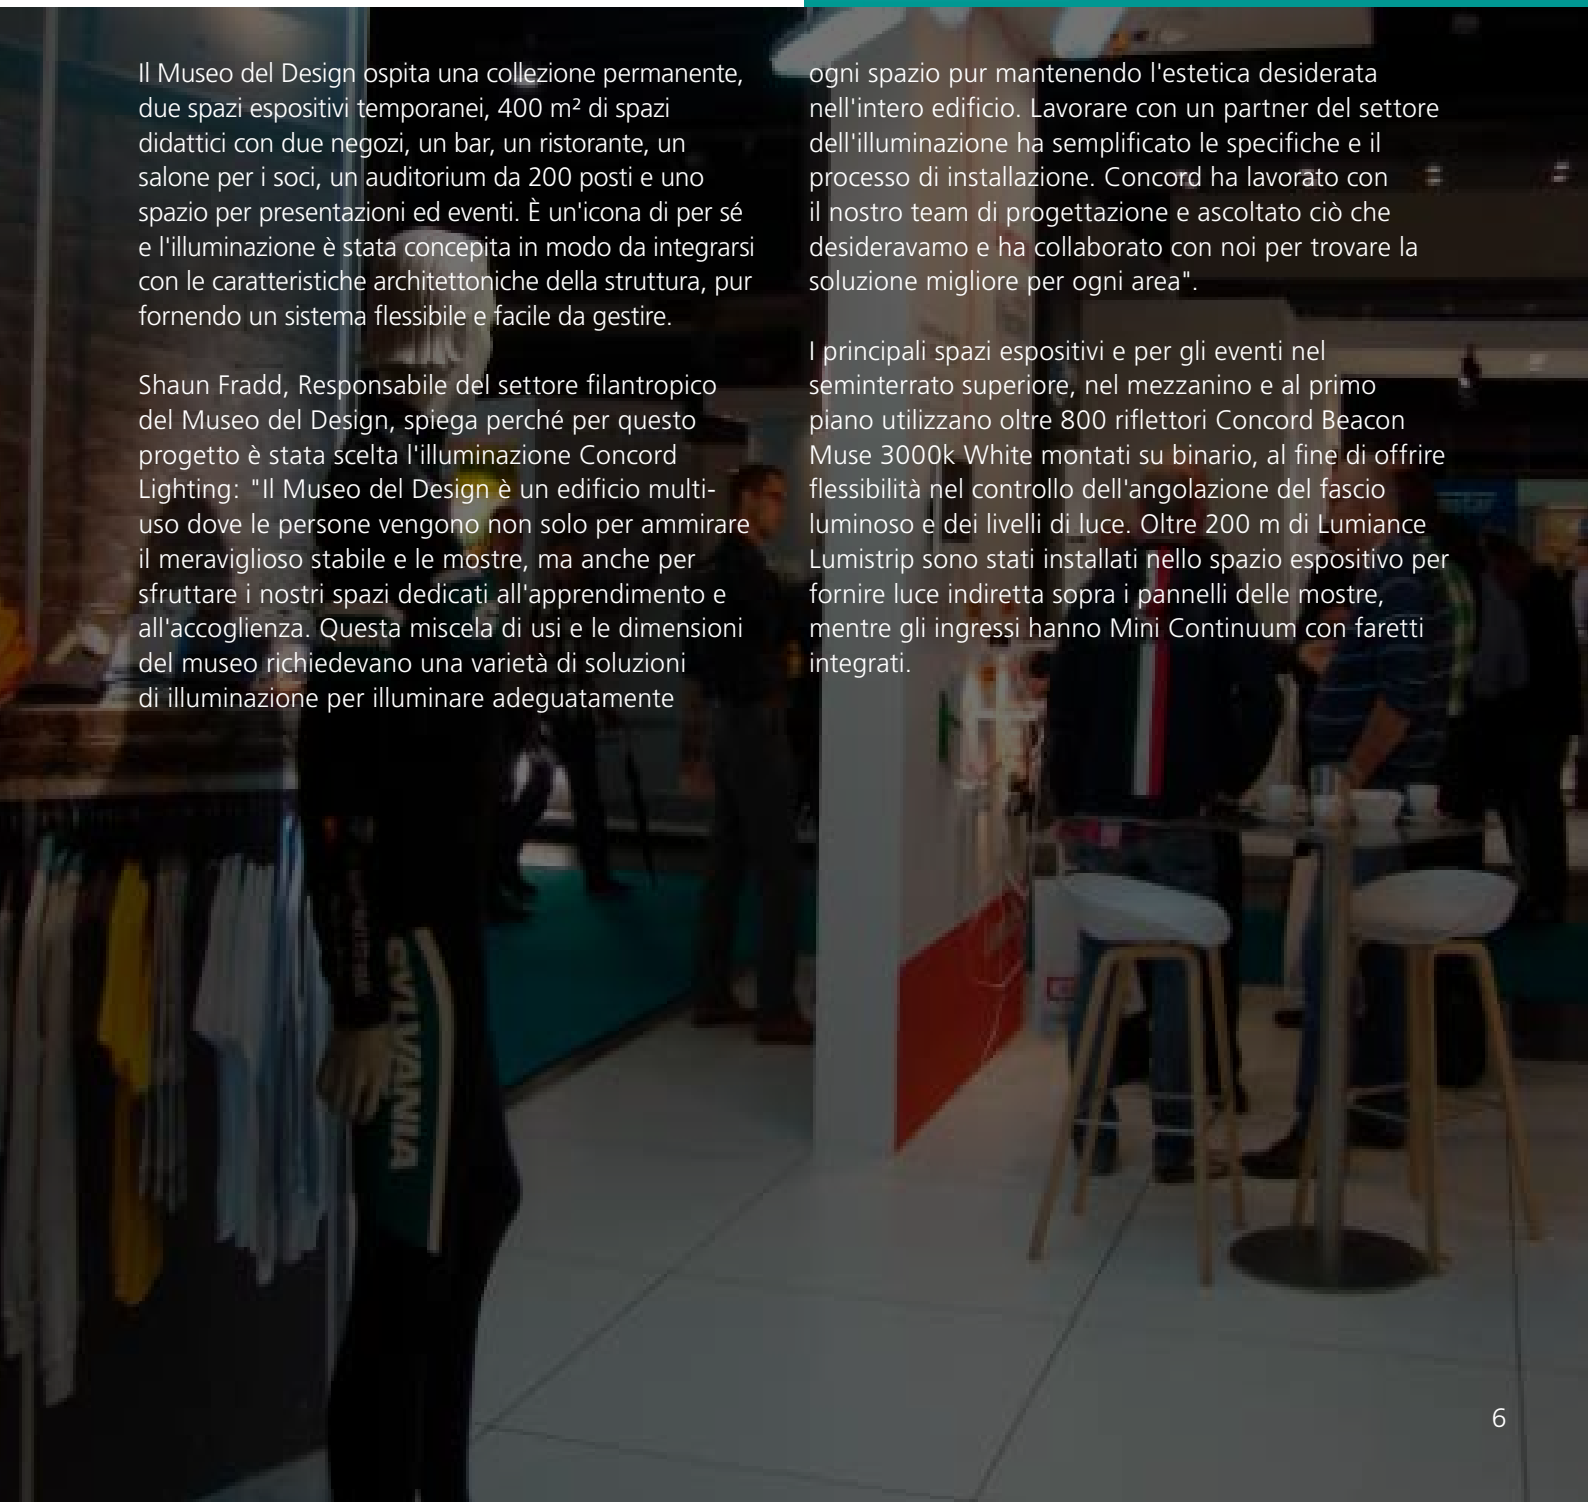 Il Museo del Design ospita una collezione permanente,
due spazi espositivi temporanei, 400 m² di spazi
didattici con due negozi, un bar, un ristorante, un
salone per i soci, un auditorium da 200 posti e uno
spazio per presentazioni ed eventi. È un'icona di per sé
e l'illuminazione è stata concepita in modo da integrarsi
con le caratteristiche architettoniche della struttura, pur
fornendo un sistema flessibile e facile da gestire.
Shaun Fradd, Responsabile del settore filantropico
del Museo del Design, spiega perché per questo
progetto è stata scelta l'illuminazione Concord
Lighting: "Il Museo del Design è un edificio multi-
uso dove le persone vengono non solo per ammirare
il meraviglioso stabile e le mostre, ma anche per
sfruttare i nostri spazi dedicati all'apprendimento e
all'accoglienza. Questa miscela di usi e le dimensioni
del museo richiedevano una varietà di soluzioni
di illuminazione per illuminare adeguatamente
ogni spazio pur mantenendo l'estetica desiderata
nell'intero edificio. Lavorare con un partner del settore
dell'illuminazione ha semplificato le specifiche e il
processo di installazione. Concord ha lavorato con
il nostro team di progettazione e ascoltato ciò che
desideravamo e ha collaborato con noi per trovare la
soluzione migliore per ogni area".
I principali spazi espositivi e per gli eventi nel
seminterrato superiore, nel mezzanino e al primo
piano utilizzano oltre 800 riflettori Concord Beacon
Muse 3000k White montati su binario, al fine di offrire
flessibilità nel controllo dell'angolazione del fascio
luminoso e dei livelli di luce. Oltre 200 m di Lumiance
Lumistrip sono stati installati nello spazio espositivo per
fornire luce indiretta sopra i pannelli delle mostre,
mentre gli ingressi hanno Mini Continuum con faretti
integrati.
SYLVANIA
6